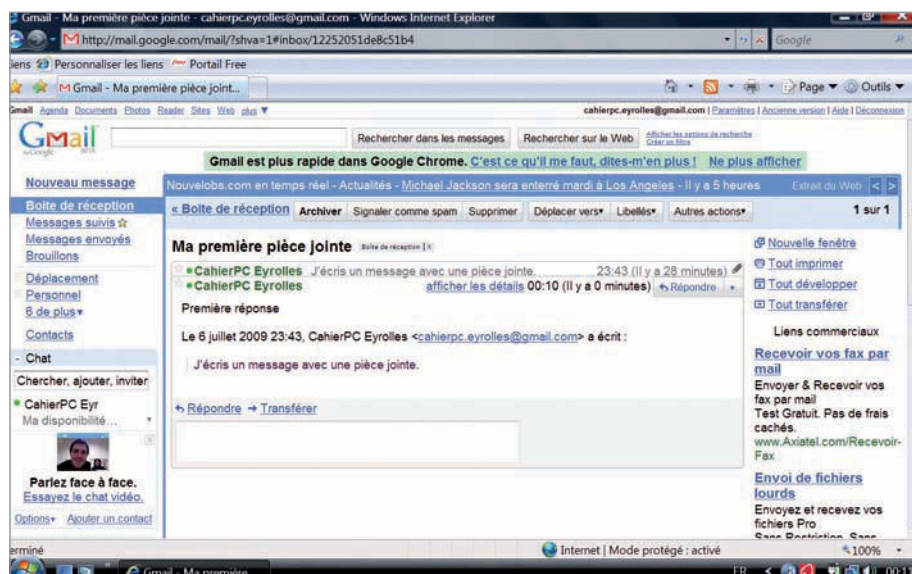 Gmail - Ma première pièce jointe - cahierpc.eyrolles@gmail.com - Windows Internet Explorer
http://mail.google.com/mail/?shva=1#inbox/12252051de8c51b4
Google
iens Personnaliser les liens Portail Free
Gmail - Ma première pièce joint...
Page Outils
Gmail Agenda Documents Photos Reader Sites Web plus
cahierpc.eyrolles@gmail.com | Paramètres | Ancienne version | Aide | Déconnexion
Gmail
Rechercher dans les messages Rechercher sur le Web Afficher les options de recherche
Créer un filtre
Gmail est plus rapide dans Google Chrome. C'est ce qu'il me faut, dites-m'en plus ! Ne plus afficher
Nouveau message
Boîte de réception
Messages suivis
Messages envoyés
Brouillons
Déplacement
Personnel
6 de plus
Contacts
- Chat
Chercher, ajouter, inviter
CahierPC Eyr
Ma disponibilité...
Parlez face à face.
Essayez le chat vidéo.
Options Ajouter un contact
Nouvelobs.com en temps réel - Actualités - Michael Jackson sera enterré mardi à Los Angeles - Il y a 5 heures Extrait du Web < >
« Boîte de réception Archiver Signaler comme spam Supprimer Déplacer vers Libellés Autres actions 1 sur 1
Ma première pièce jointe Boîte de réception | X
CahierPC Eyrolles J'écris un message avec une pièce jointe. 23:43 (Il y a 28 minutes)
CahierPC Eyrolles afficher les détails 00:10 (Il y a 0 minutes) Répondre
Première réponse
Le 6 juillet 2009 23:43, CahierPC Eyrolles <cahierpc.eyrolles@gmail.com> a écrit :
J'écris un message avec une pièce jointe.
Répondre → Transférer
Nouvelle fenêtre
Tout imprimer
Tout développer
Tout transférer
Liens commerciaux
Recevoir vos fax par
mail
Envoyer & Recevoir vos
fax par mail
Test Gratuit. Pas de frais
cachés.
www.Axiatel.com/Recevoir-
Fax
Envoi de fichiers
lourds
Envoyez et recevez vos
fichiers Pro
Sans Restriction. Sans
erminé Internet | Mode protégé : activé 100%
Gmail - Ma première... FR < 00:11